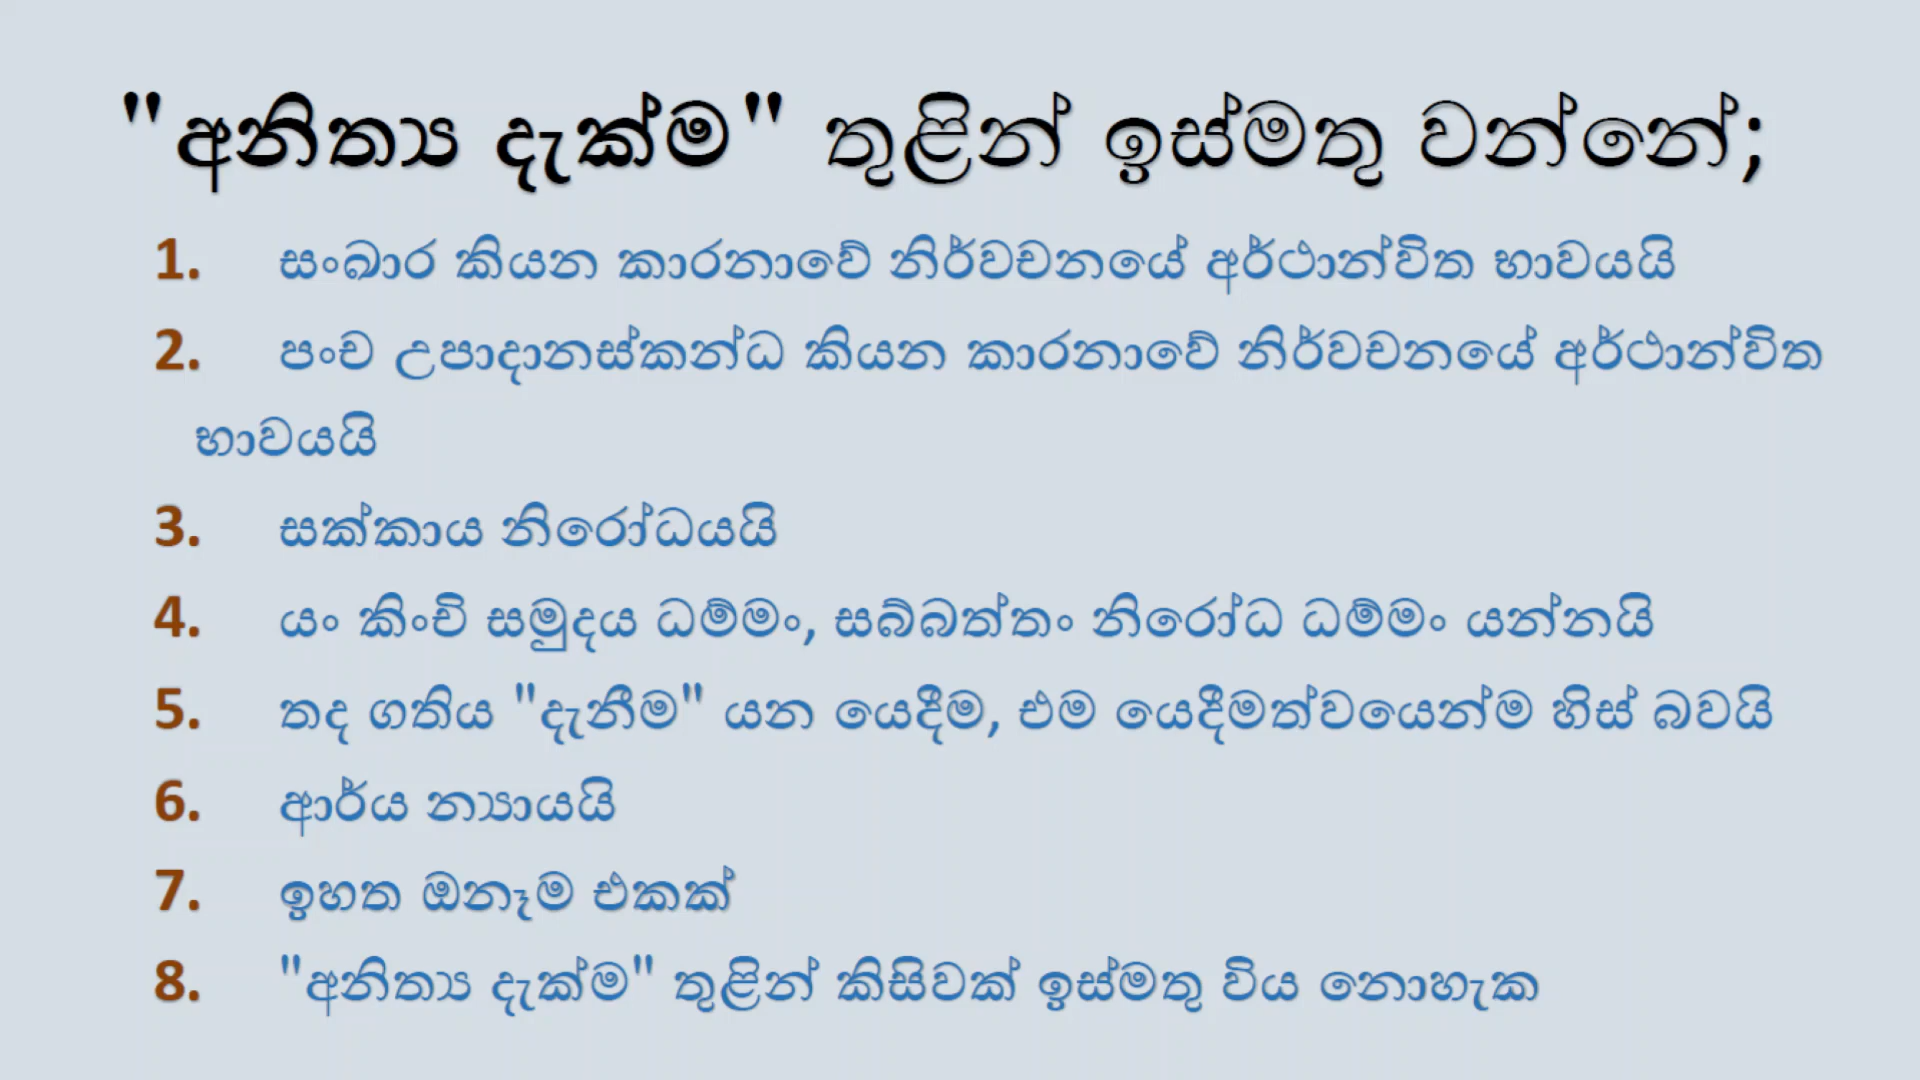 "අනිත්‍ය දැක්ම" තුළින් ඉස්මතු වන්නේ;
1. සංඛාර කියන කාරනාවේ නිර්වචනයේ අර්ථාන්විත භාවයයි
2. පංච උපාදානස්කන්ධ කියන කාරනාවේ නිර්වචනයේ අර්ථාන්විත
භාවයයි
3. සක්කාය නිරෝධයයි
4. යං කිංචි සමුදය ධම්මං, සබ්බත්තං නිරෝධ ධම්මං යන්නයි
5. තද ගතිය "දැනීම" යන යෙදීම, එම යෙදීමත්වයෙන්ම හිස් බවයි
6. ආර්ය න්‍යායයි
7. ඉහත ඔනෑම එකක්
8. "අනිත්‍ය දැක්ම" තුළින් කිසිවක් ඉස්මතු විය නොහැක